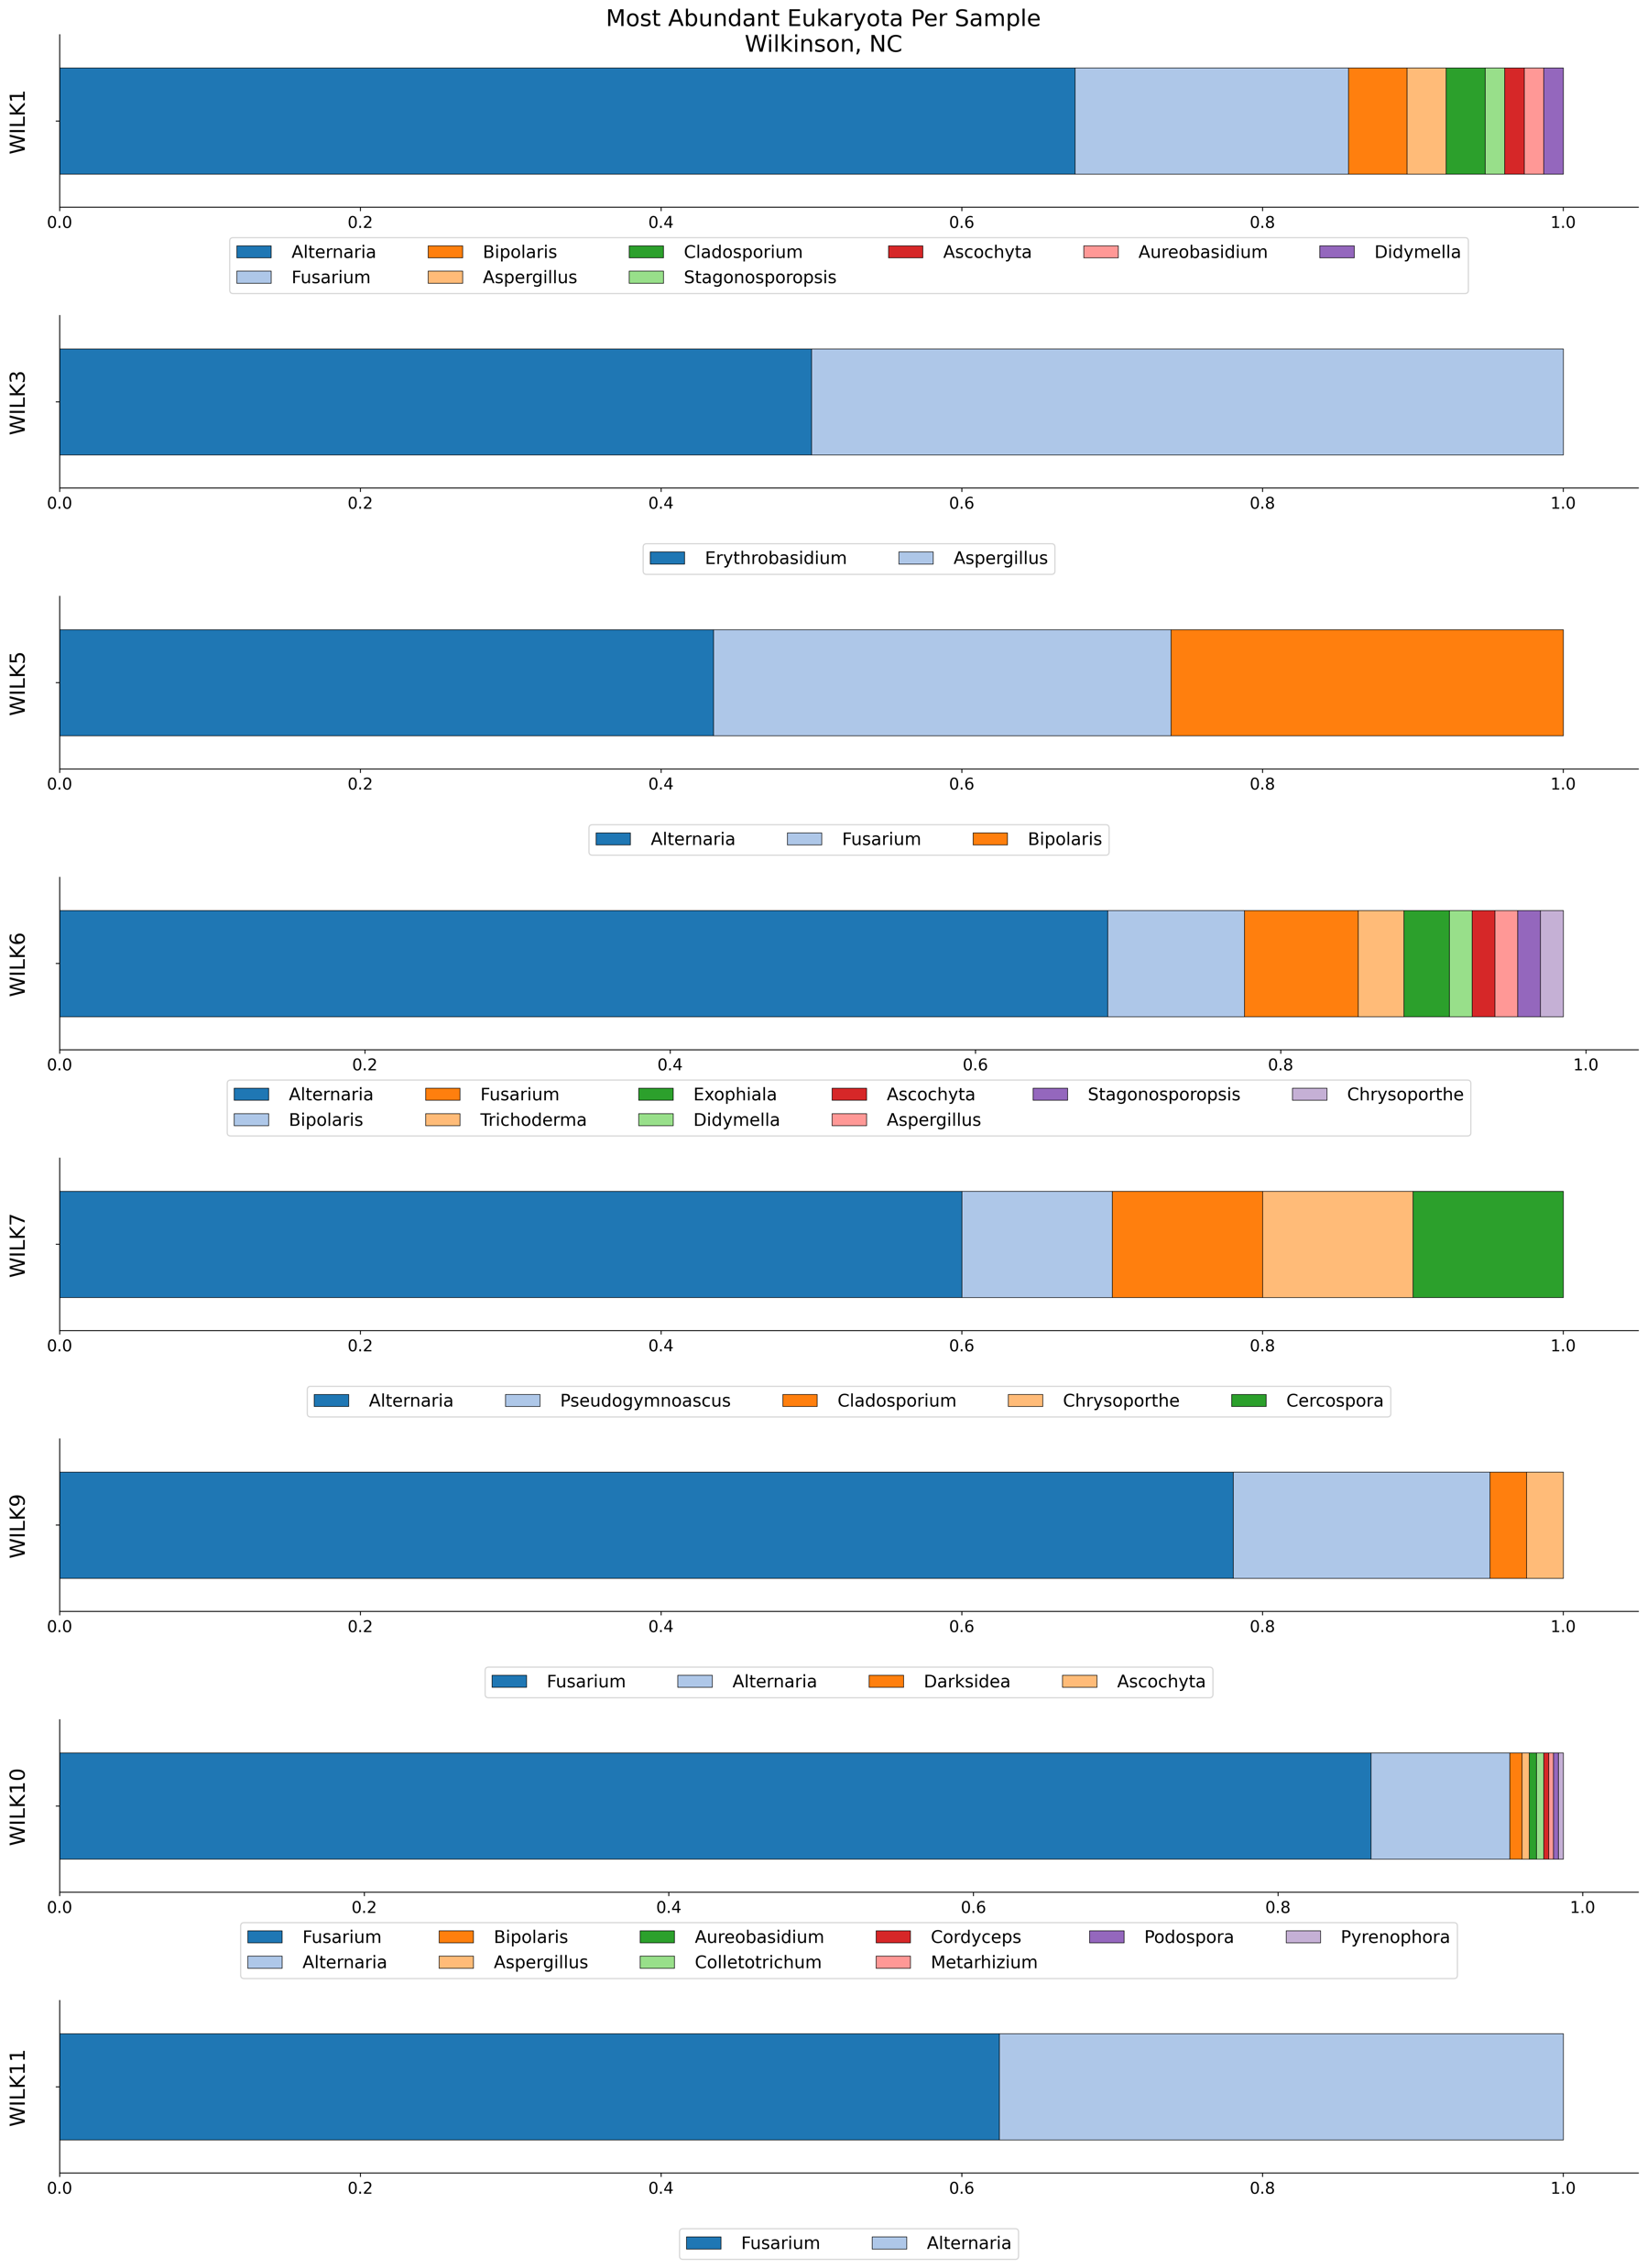 Most Abundant Eukaryota Per Sample
Wilkinson, NC
WILK1
0.0 0.2 0.4 0.6 0.8 1.0
Alternaria Bipolaris Cladosporium Ascochyta Aureobasidium Didymella
Fusarium Aspergillus Stagonosporopsis
WILK3
0.0 0.2 0.4 0.6 0.8 1.0
Erythrobasidium Aspergillus
WILK5
0.0 0.2 0.4 0.6 0.8 1.0
Alternaria Fusarium Bipolaris
WILK6
0.0 0.2 0.4 0.6 0.8 1.0
Alternaria Fusarium Exophiala Ascochyta Stagonosporopsis Chrysoporthe
Bipolaris Trichoderma Didymella Aspergillus
WILK7
0.0 0.2 0.4 0.6 0.8 1.0
Alternaria Pseudogymnoascus Cladosporium Chrysoporthe Cercospora
WILK9
0.0 0.2 0.4 0.6 0.8 1.0
Fusarium Alternaria Darksidea Ascochyta
WILK10
0.0 0.2 0.4 0.6 0.8 1.0
Fusarium Bipolaris Aureobasidium Cordyceps Podospora Pyrenophora
Alternaria Aspergillus Colletotrichum Metarhizium
WILK11
0.0 0.2 0.4 0.6 0.8 1.0
Fusarium Alternaria